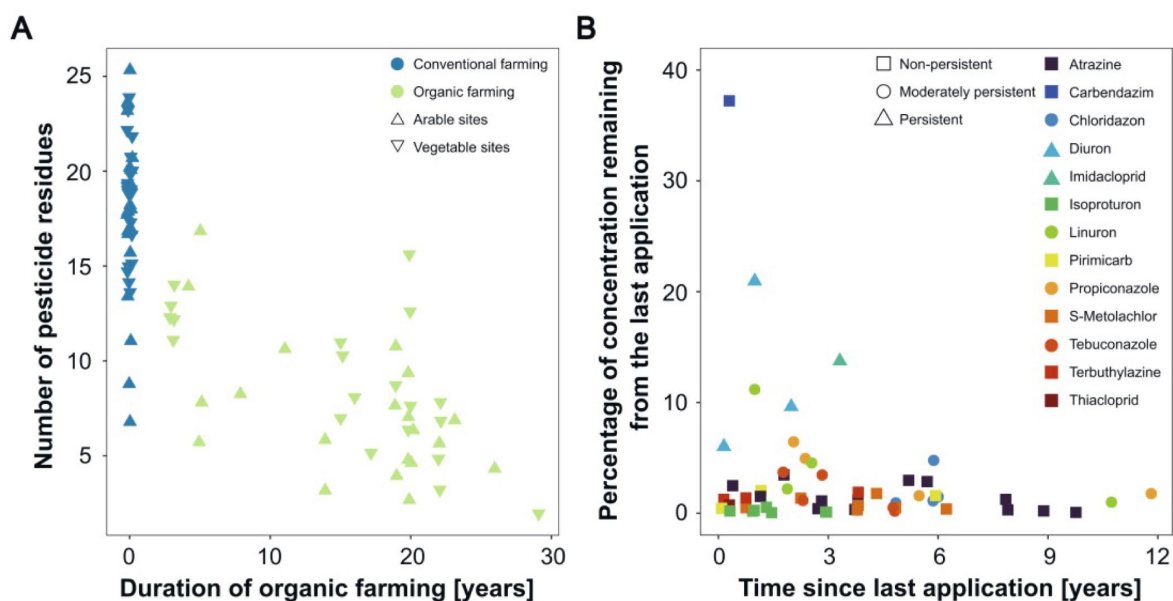 A
Number of pesticide residues
25
20
15
10
5
0
10
20
30
Duration of organic farming [years]
Conventional farming
Organic farming
Arable sites
Vegetable sites
B
Percentage of concentration remaining
from the last application
40
30
20
10
0
0
3
6
9
12
Time since last application [years]
Non-persistent
Moderately persistent
Persistent
Atrazine
Carbendazim
Chloridazon
Diuron
Imidacloprid
Isoproturon
Linuron
Pirimicarb
Propiconazole
S-Metolachlor
Tebuconazole
Terbuthylazine
Thiacloprid